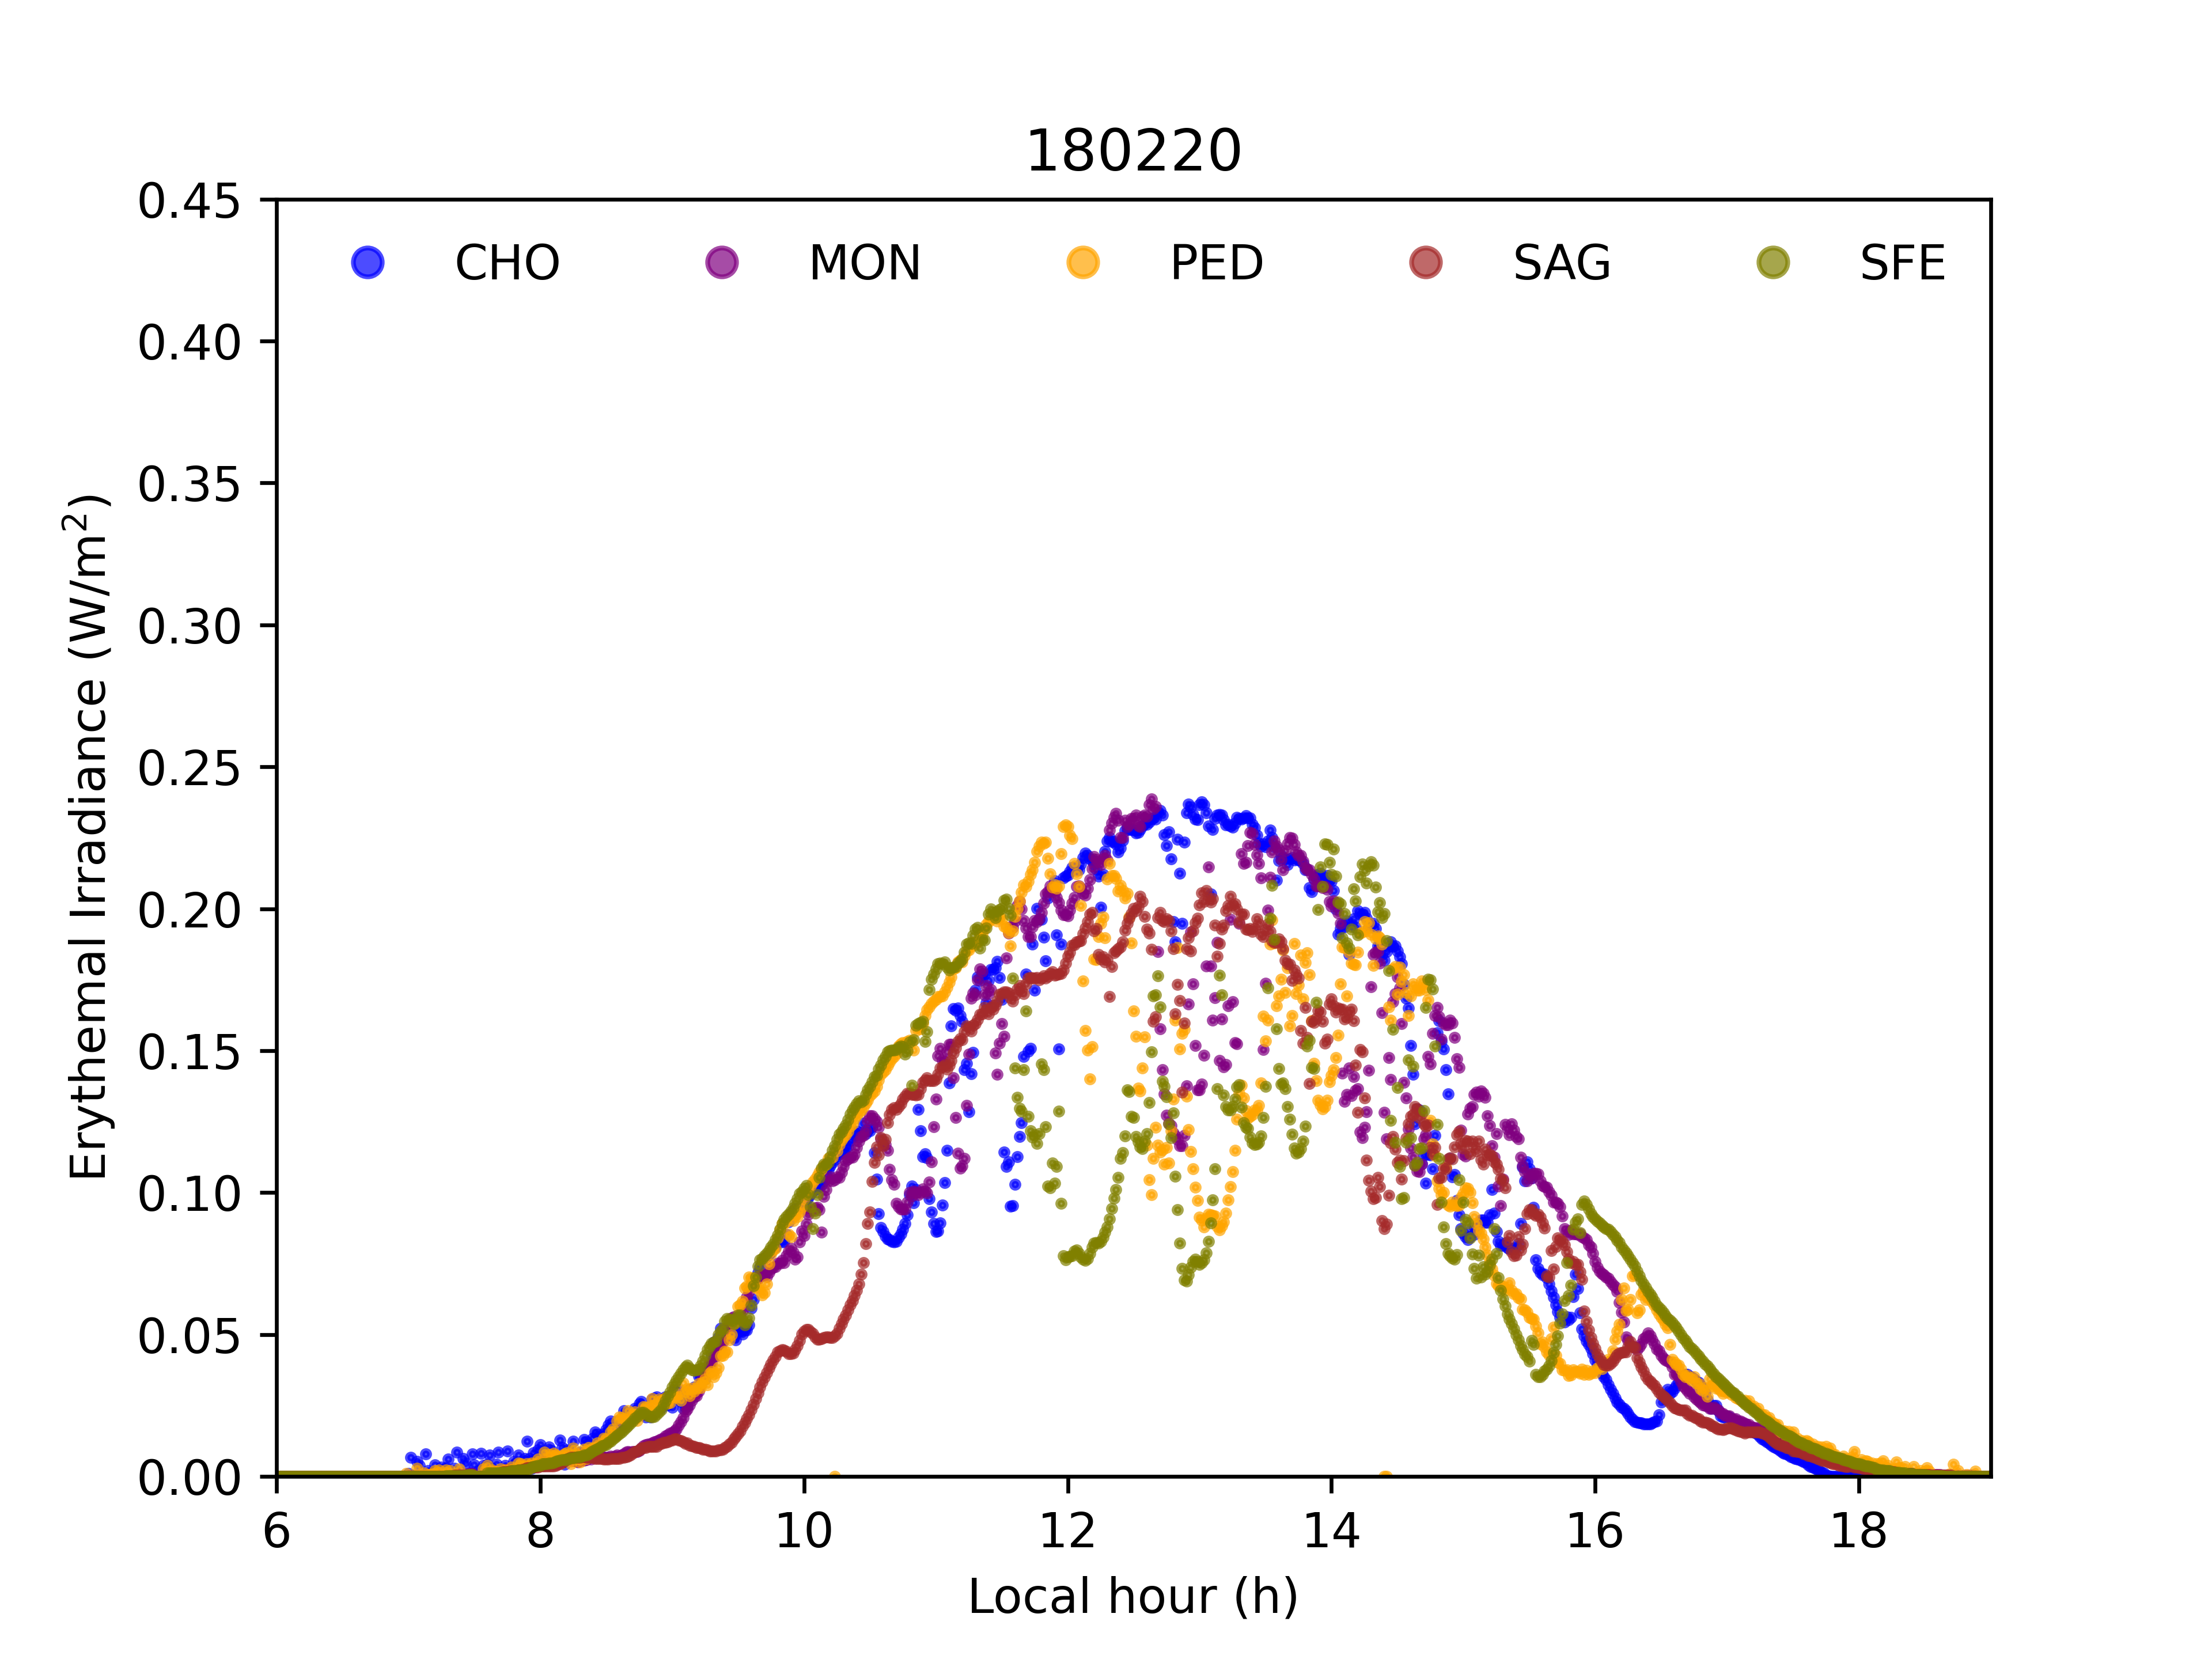 180220
CHO MON PED SAG SFE
0.45
0.40
0.35
0.30
0.25
0.20
0.15
0.10
0.05
0.00
Erythemal Irradiance (W/m²)
6 8 10 12 14 16 18
Local hour (h)